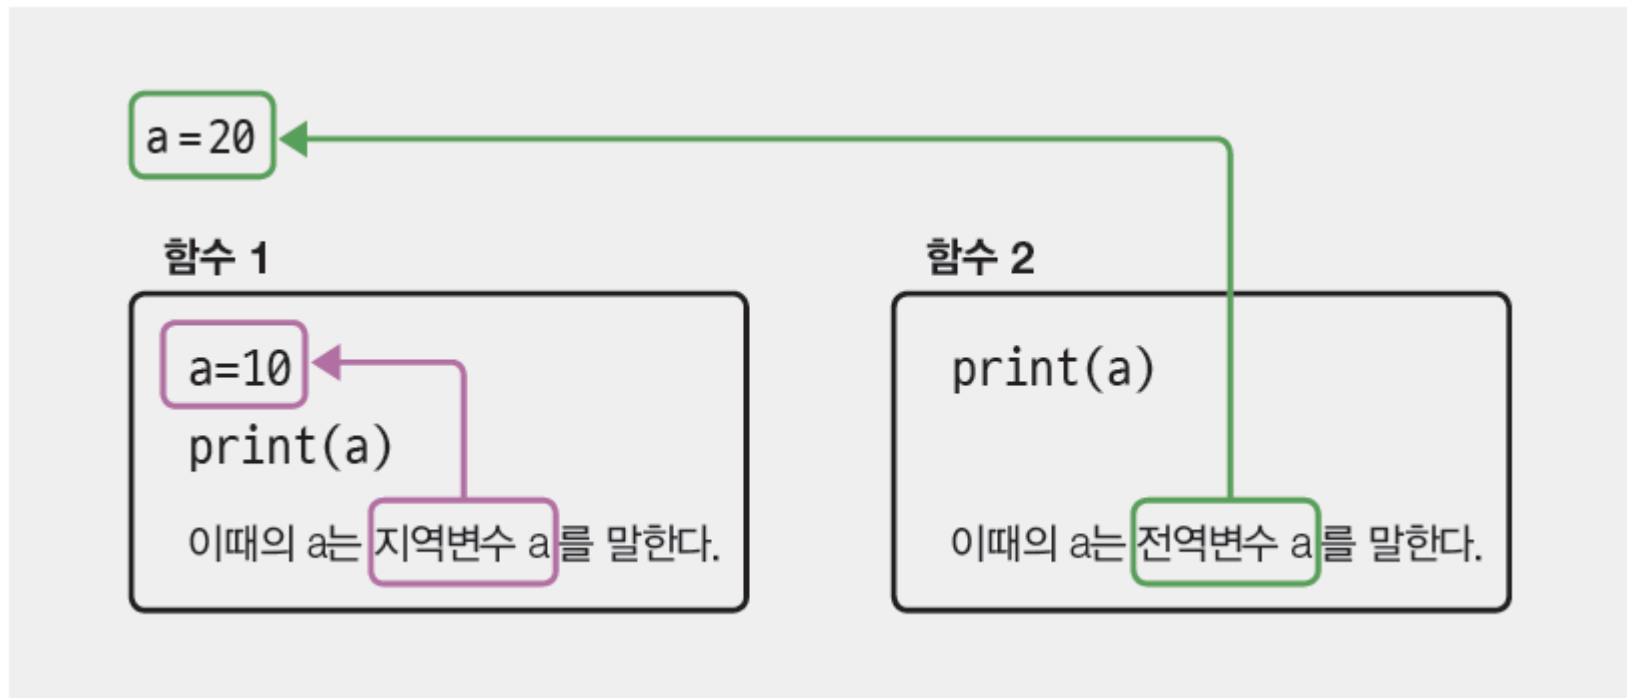 a = 20
함수 1
a=10
print(a)
이때의 a는 지역변수 a를 말한다.
함수 2
print(a)
이때의 a는 전역변수 a를 말한다.